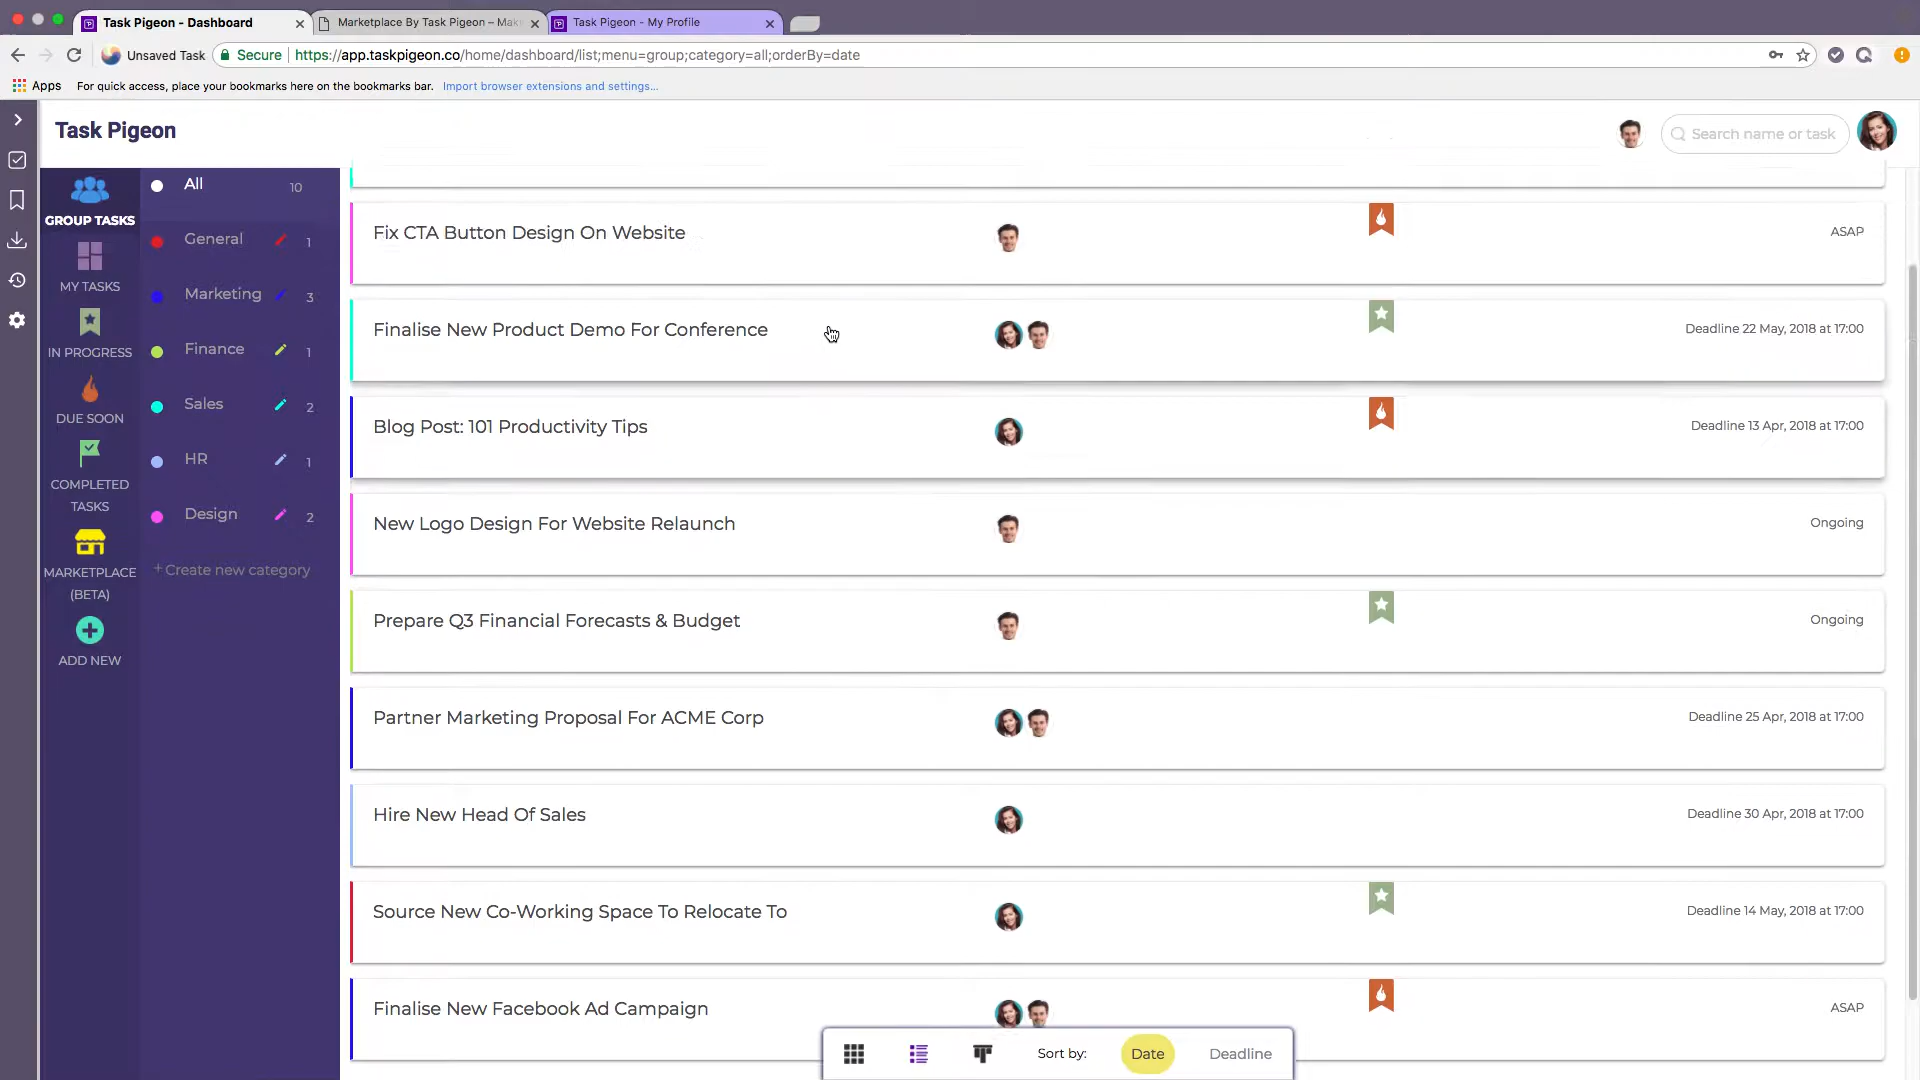 Task Pigeon - Dashboard
Marketplace By Task Pigeon – Mak
Task Pigeon - My Profile
Unsaved Task
Secure
https://app.taskpigeon.co/home/dashboard/list;menu=group;category=all;orderBy=date
Apps
For quick access, place your bookmarks here on the bookmarks bar.
Import browser extensions and settings...
Task Pigeon
Search name or task
GROUP TASKS
MY TASKS
IN PROGRESS
DUE SOON
COMPLETED
TASKS
MARKETPLACE
(BETA)
ADD NEW
All 10
General 1
Marketing 3
Finance 1
Sales 2
HR 1
Design 2
+ Create new category
Fix CTA Button Design On Website
ASAP
Finalise New Product Demo For Conference
Deadline 22 May, 2018 at 17:00
Blog Post: 101 Productivity Tips
Deadline 13 Apr, 2018 at 17:00
New Logo Design For Website Relaunch
Ongoing
Prepare Q3 Financial Forecasts & Budget
Ongoing
Partner Marketing Proposal For ACME Corp
Deadline 25 Apr, 2018 at 17:00
Hire New Head Of Sales
Deadline 30 Apr, 2018 at 17:00
Source New Co-Working Space To Relocate To
Deadline 14 May, 2018 at 17:00
Finalise New Facebook Ad Campaign
ASAP
Sort by: Date Deadline